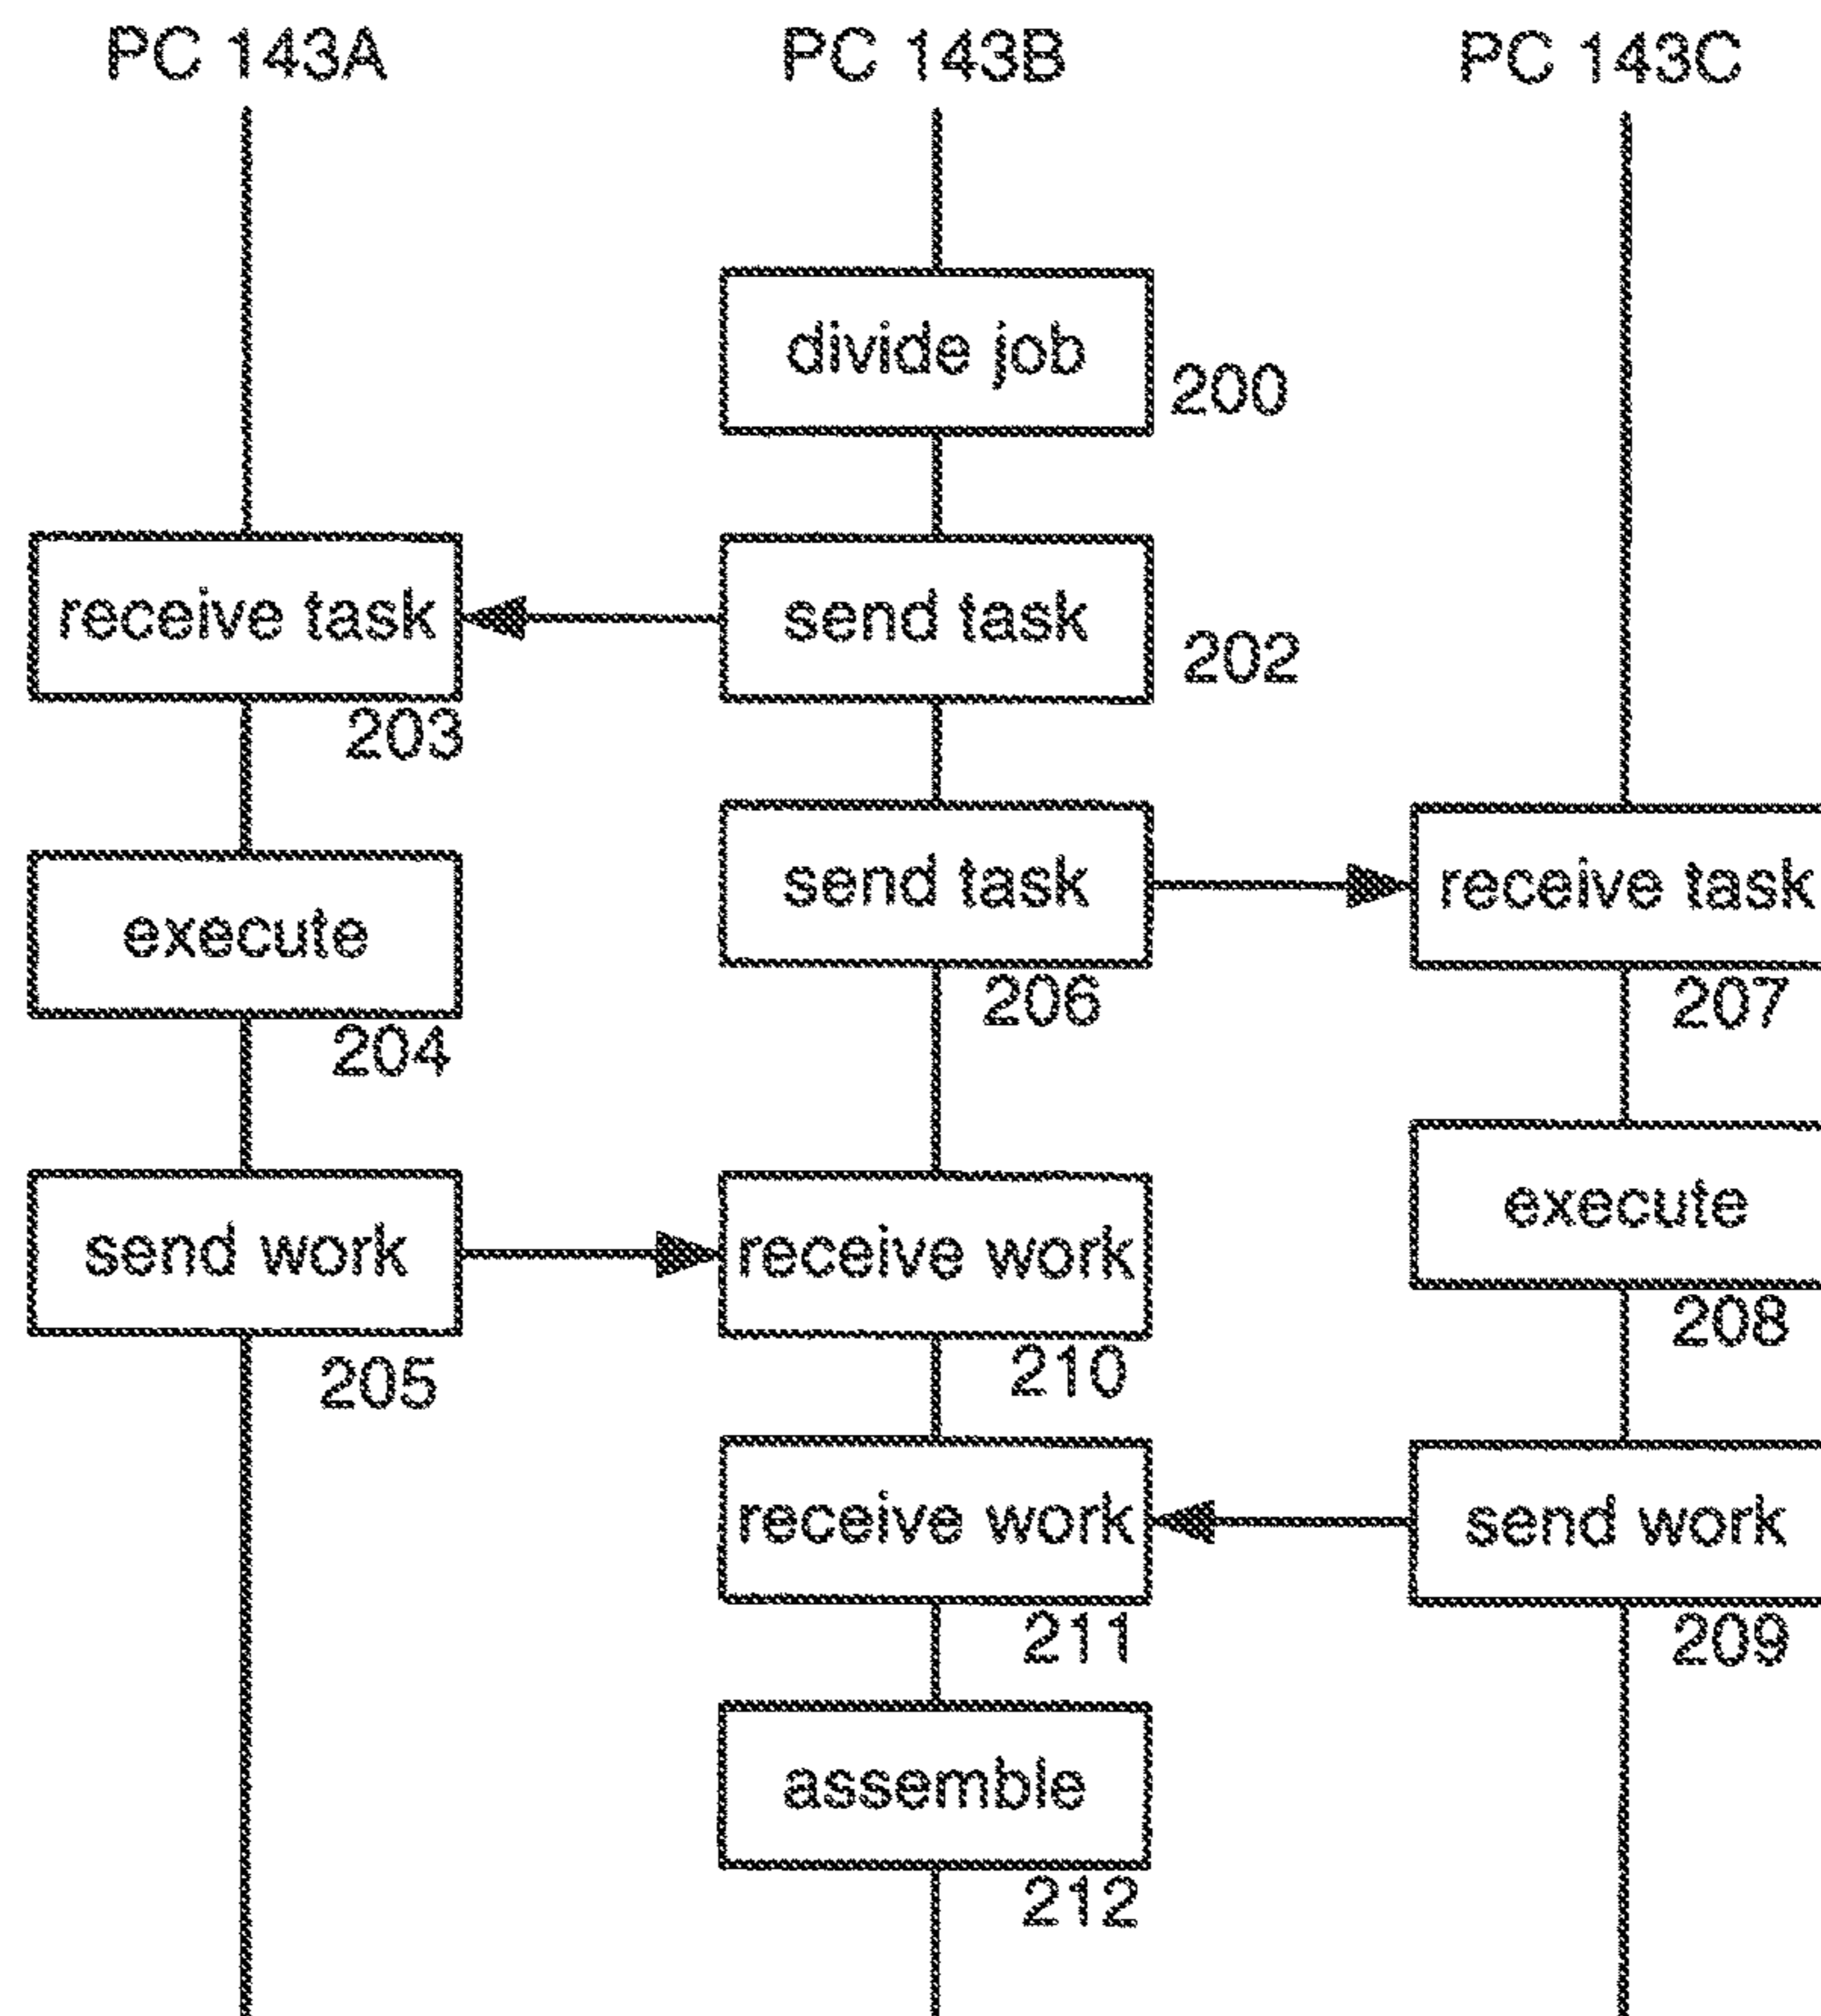 PC 143A
PC 143B
PC 143C
divide job
200
receive task
send task
202
203
send task
receive task
execute
206
207
204
send work
receive work
execute
205
210
208
receive work
send work
211
209
assemble
212